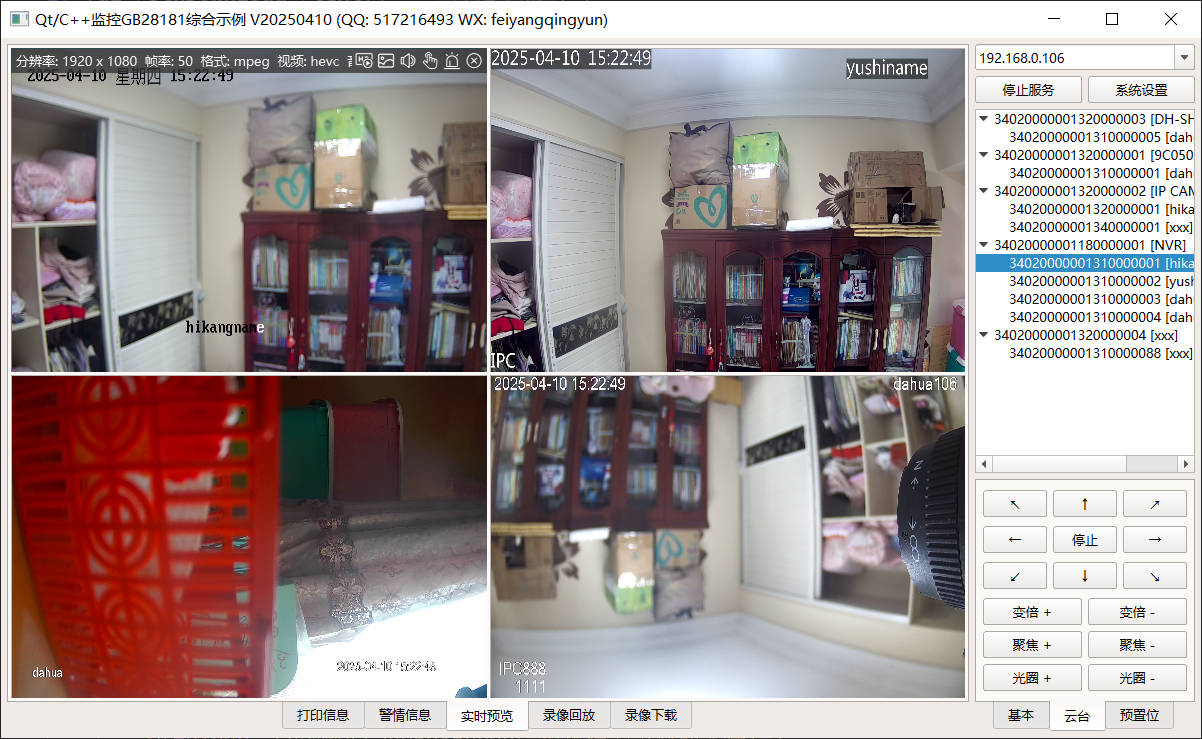 Qt/C++监控GB28181综合示例 V20250410 (QQ: 517216493 WX: feiyangqingyun)
分辨率: 1920 x 1080 帧率: 50 格式: mpeg 视频: hevc
2025-04-10 星期四 15:22:49
hikangname
2025-04-10 15:22:49
yushiname
IPC
dahua
2025-04-10 15:22:48
2025-04-10 15:22:49
dahua106
IPC888
1111
192.168.0.106
停止服务 系统设置
34020000001320000003 [DH-SH
34020000001310000005 [dah
34020000001320000001 [9C050
34020000001310000001 [dah
34020000001320000002 [IP CAM
34020000001320000001 [hika
34020000001340000001 [xxx]
34020000001180000001 [NVR]
34020000001310000001 [hika
34020000001310000002 [yush
34020000001310000003 [dah
34020000001310000004 [dah
34020000001320000004 [xxx]
34020000001310000088 [xxx]
↖ ↑ ↗
← 停止 →
↙ ↓ ↘
变倍 + 变倍 -
聚焦 + 聚焦 -
光圈 + 光圈 -
打印信息 警情信息 实时预览 录像回放 录像下载
基本 云台 预置位